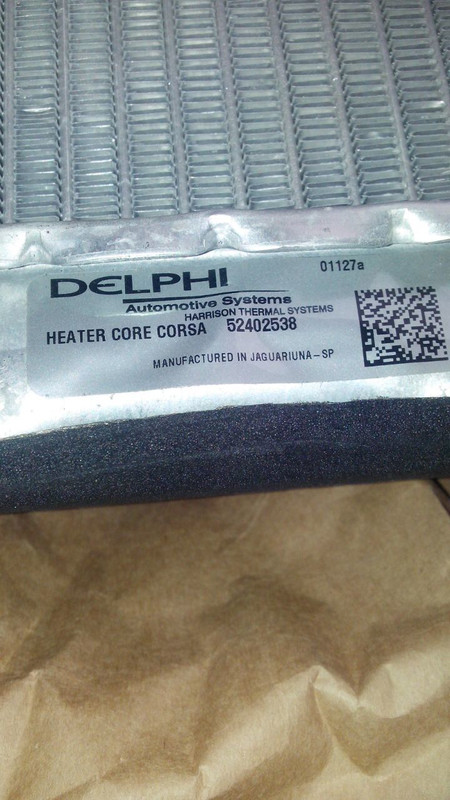 DELPHI
01127a
Automotive Systems
HARRISON THERMAL SYSTEMS
HEATER CORE CORSA 52402538
MANUFACTURED IN JAGUARIUNA-SP